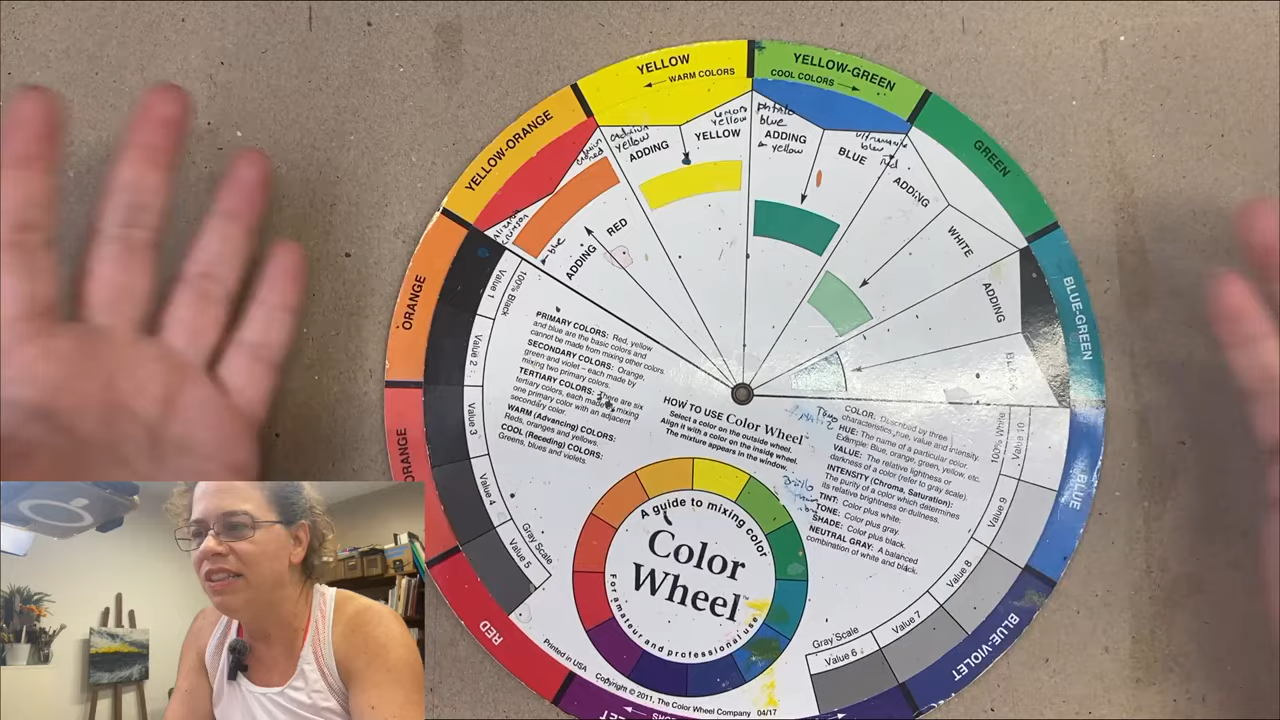 YELLOW
WARM COLORS
YELLOW-GREEN
COOL COLORS
YELLOW-ORANGE
GREEN
ORANGE
BLUE-GREEN
ORANGE
BLUE
RED
BLUE-VIOLET
cadmium
yellow
lemon
yellow
phtalo
blue
ultramarine
blue
red
ADDING
YELLOW
ADDING
yellow
BLUE
ADDING
WHITE
ADDING
cadmium
red
alizarin
crimson
blue
ADDING
RED
100% Black
Value 1
Value 2
Value 3
Value 4
Value 5
Gray Scale
PRIMARY COLORS: Red, yellow
and blue are the basic colors and
cannot be made from mixing other colors.
SECONDARY COLORS: Orange,
green and violet – each made by
mixing two primary colors.
TERTIARY COLORS: There are six
tertiary colors, each made by mixing
one primary color with an adjacent
secondary color.
WARM (Advancing) COLORS:
Reds, oranges and yellows.
COOL (Receding) COLORS:
Greens, blues and violets.
HOW TO USE Color Wheel
Select a color on the outside wheel.
Align it with a color on the inside wheel.
The mixture appears in the window.
COLOR: Described by three
characteristics, hue, value and intensity.
HUE: The name of a particular color.
Example: Blue, orange, green, yellow, etc.
VALUE: The relative lightness or
darkness of a color (refer to gray scale).
INTENSITY (Chroma, Saturation):
The purity of a color which determines
its relative brightness or dullness.
TINT: Color plus white.
TONE: Color plus gray.
SHADE: Color plus black.
NEUTRAL GRAY: A balanced
combination of white and black.
100% White
Value 10
Value 9
Value 8
Value 7
Gray Scale
Value 6
A guide to mixing color
Color
Wheel™
For amateur and professional use
Printed in USA
Copyright © 2011, The Color Wheel Company 04/17